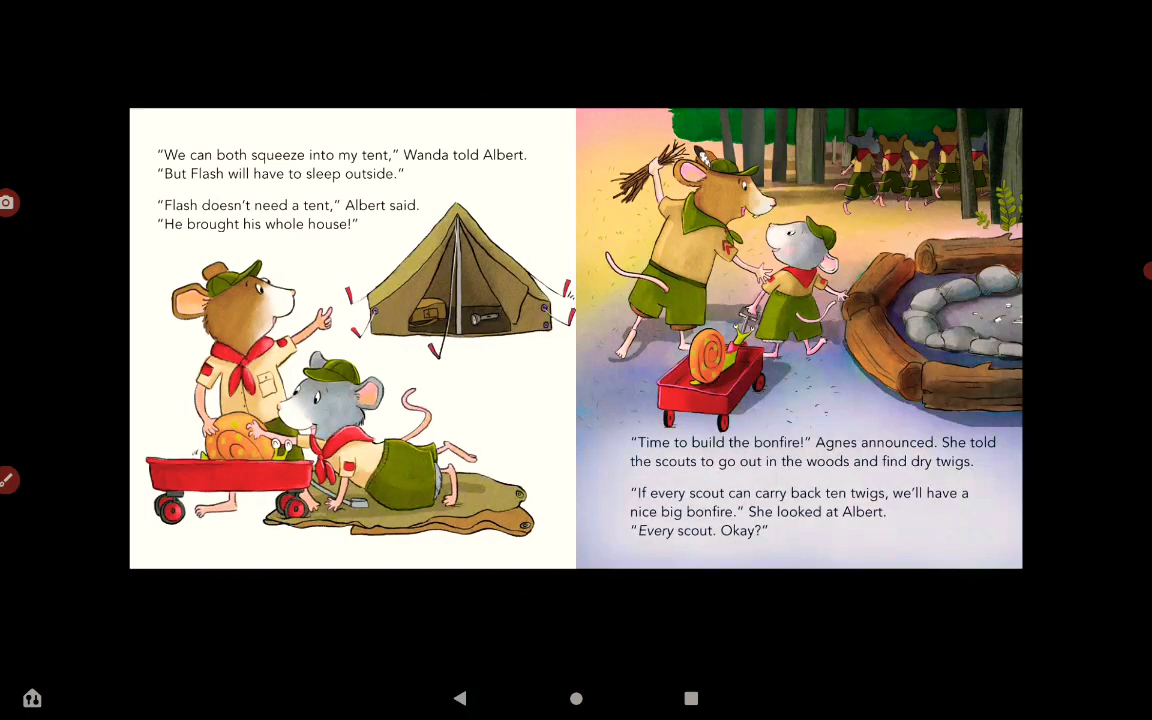 “We can both squeeze into my tent,” Wanda told Albert.
“But Flash will have to sleep outside.”
“Flash doesn’t need a tent,” Albert said.
“He brought his whole house!”
“Time to build the bonfire!” Agnes announced. She told
the scouts to go out in the woods and find dry twigs.
“If every scout can carry back ten twigs, we’ll have a
nice big bonfire.” She looked at Albert.
“Every scout. Okay?”